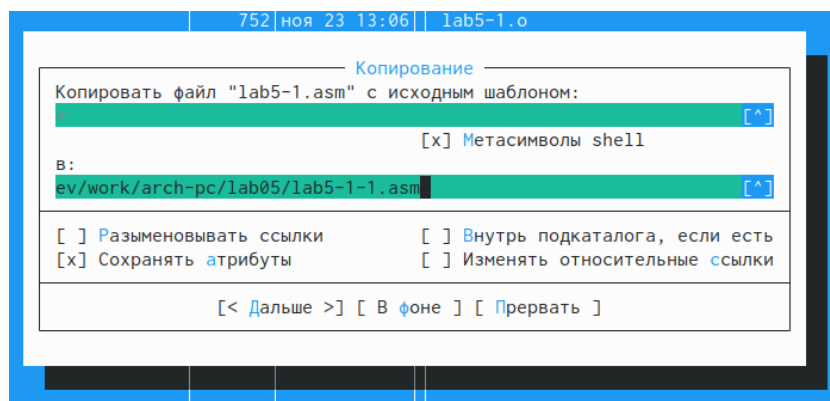 752 ноя 23 13:06 lab5-1.o
Копирование
Копировать файл "lab5-1.asm" с исходным шаблоном:
* [^]
[x] Метасимволы shell
в:
ev/work/arch-pc/lab05/lab5-1-1.asm [^]
[ ] Разыменовывать ссылки [ ] Внутрь подкаталога, если есть
[x] Сохранять атрибуты [ ] Изменять относительные ссылки
[< Дальше >] [ В фоне ] [ Прервать ]